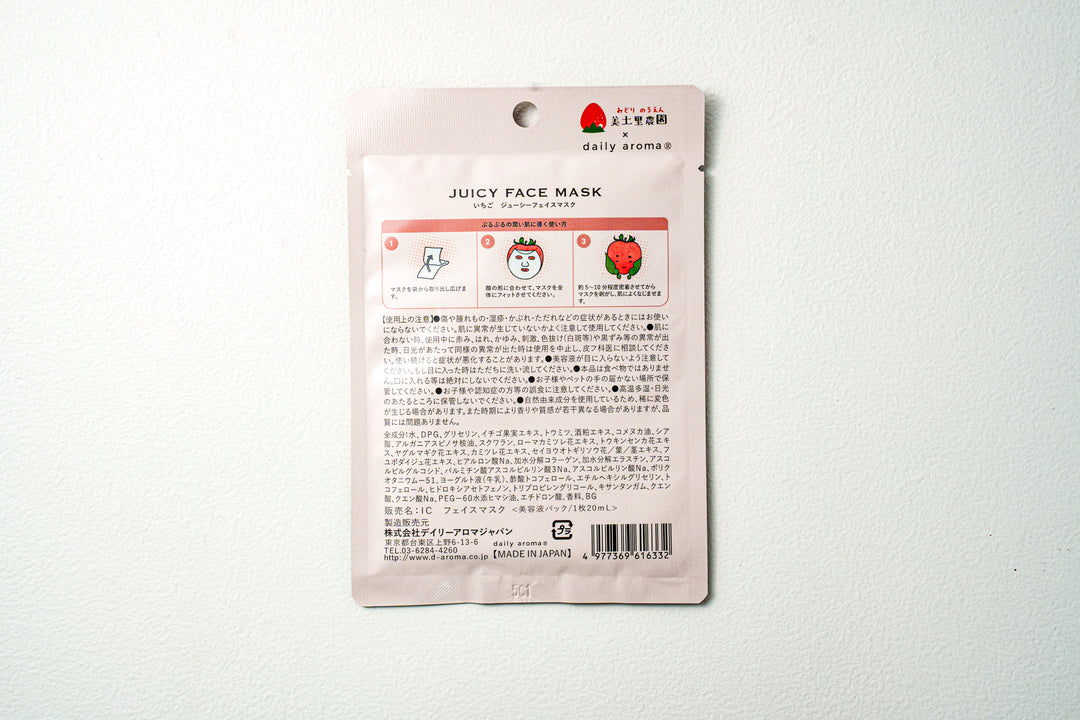 みどり のうえん
美土里農園
×
daily aroma®
JUICY FACE MASK
いちご ジューシーフェイスマスク
ぷるぷるの潤い肌に導く使い方
1
マスクを袋から取り出し広げます。
2
顔の形に合わせて、マスクを全体にフィットさせてください。
3
約5〜10分程度密着させてからマスクを剥がし、肌によくなじませます。
【使用上の注意】●傷や腫れもの・湿疹・かぶれ・ただれなどの症状があるときにはお使い
にならないでください。肌に異常が生じていないかよく注意して使用してください。●肌に
合わない時、使用中に赤み、はれ、かゆみ、刺激、色抜け(白斑等)や黒ずみ等の異常が出
た時、日光があたって同様の異常が出た時は使用を中止し、皮フ科医に相談してくださ
い。使い続けると症状が悪化することがあります。●美容液が目に入らないよう注意して
ください。もし目に入った時はただちに洗い流してください。●本品は食べ物ではありませ
ん。口に入れる等は絶対にしないでください。●お子様やペットの手の届かない場所で保
管してください。●お子様や認知症の方等の誤食に注意してください。●高温多湿・日光
のあたるところに保管しないでください。●自然由来成分を使用しているため、稀に変色
が生じる場合があります。また時期により香りや質感が若干異なる場合がありますが、品
質には問題ありません。
全成分:水、DPG、グリセリン、イチゴ果実エキス、トウミツ、酒粕エキス、コメヌカ油、シア
脂、アルガニアスピノサ核油、スクワラン、ローマカミツレ花エキス、トウキンセンカ花エキ
ス、ヤグルマギク花エキス、カミツレ花エキス、セイヨウオトギリソウ花/葉/茎エキス、フ
ユボダイジュ花エキス、ヒアルロン酸Na、加水分解コラーゲン、加水分解エラスチン、アスコ
ルビルグルコシド、パルミチン酸アスコルビルリン酸3Na、アスコルビルリン酸Na、ポリク
オタニウム-51、ヨーグルト液(牛乳)、酢酸トコフェロール、エチルヘキシルグリセリン、ト
コフェロール、ヒドロキシアセトフェノン、トリプロピレングリコール、キサンタンガム、クエン
酸、クエン酸Na、PEG-60水添ヒマシ油、エチドロン酸、香料、BG
販売名:IC フェイスマスク <美容液パック/1枚20mL>
製造販売元
株式会社デイリーアロマジャパン
東京都台東区上野6-13-6
TEL.03-6284-4260
http://www.d-aroma.co.jp
daily aroma®
【MADE IN JAPAN】
プラ
4 977369 616332
5G1